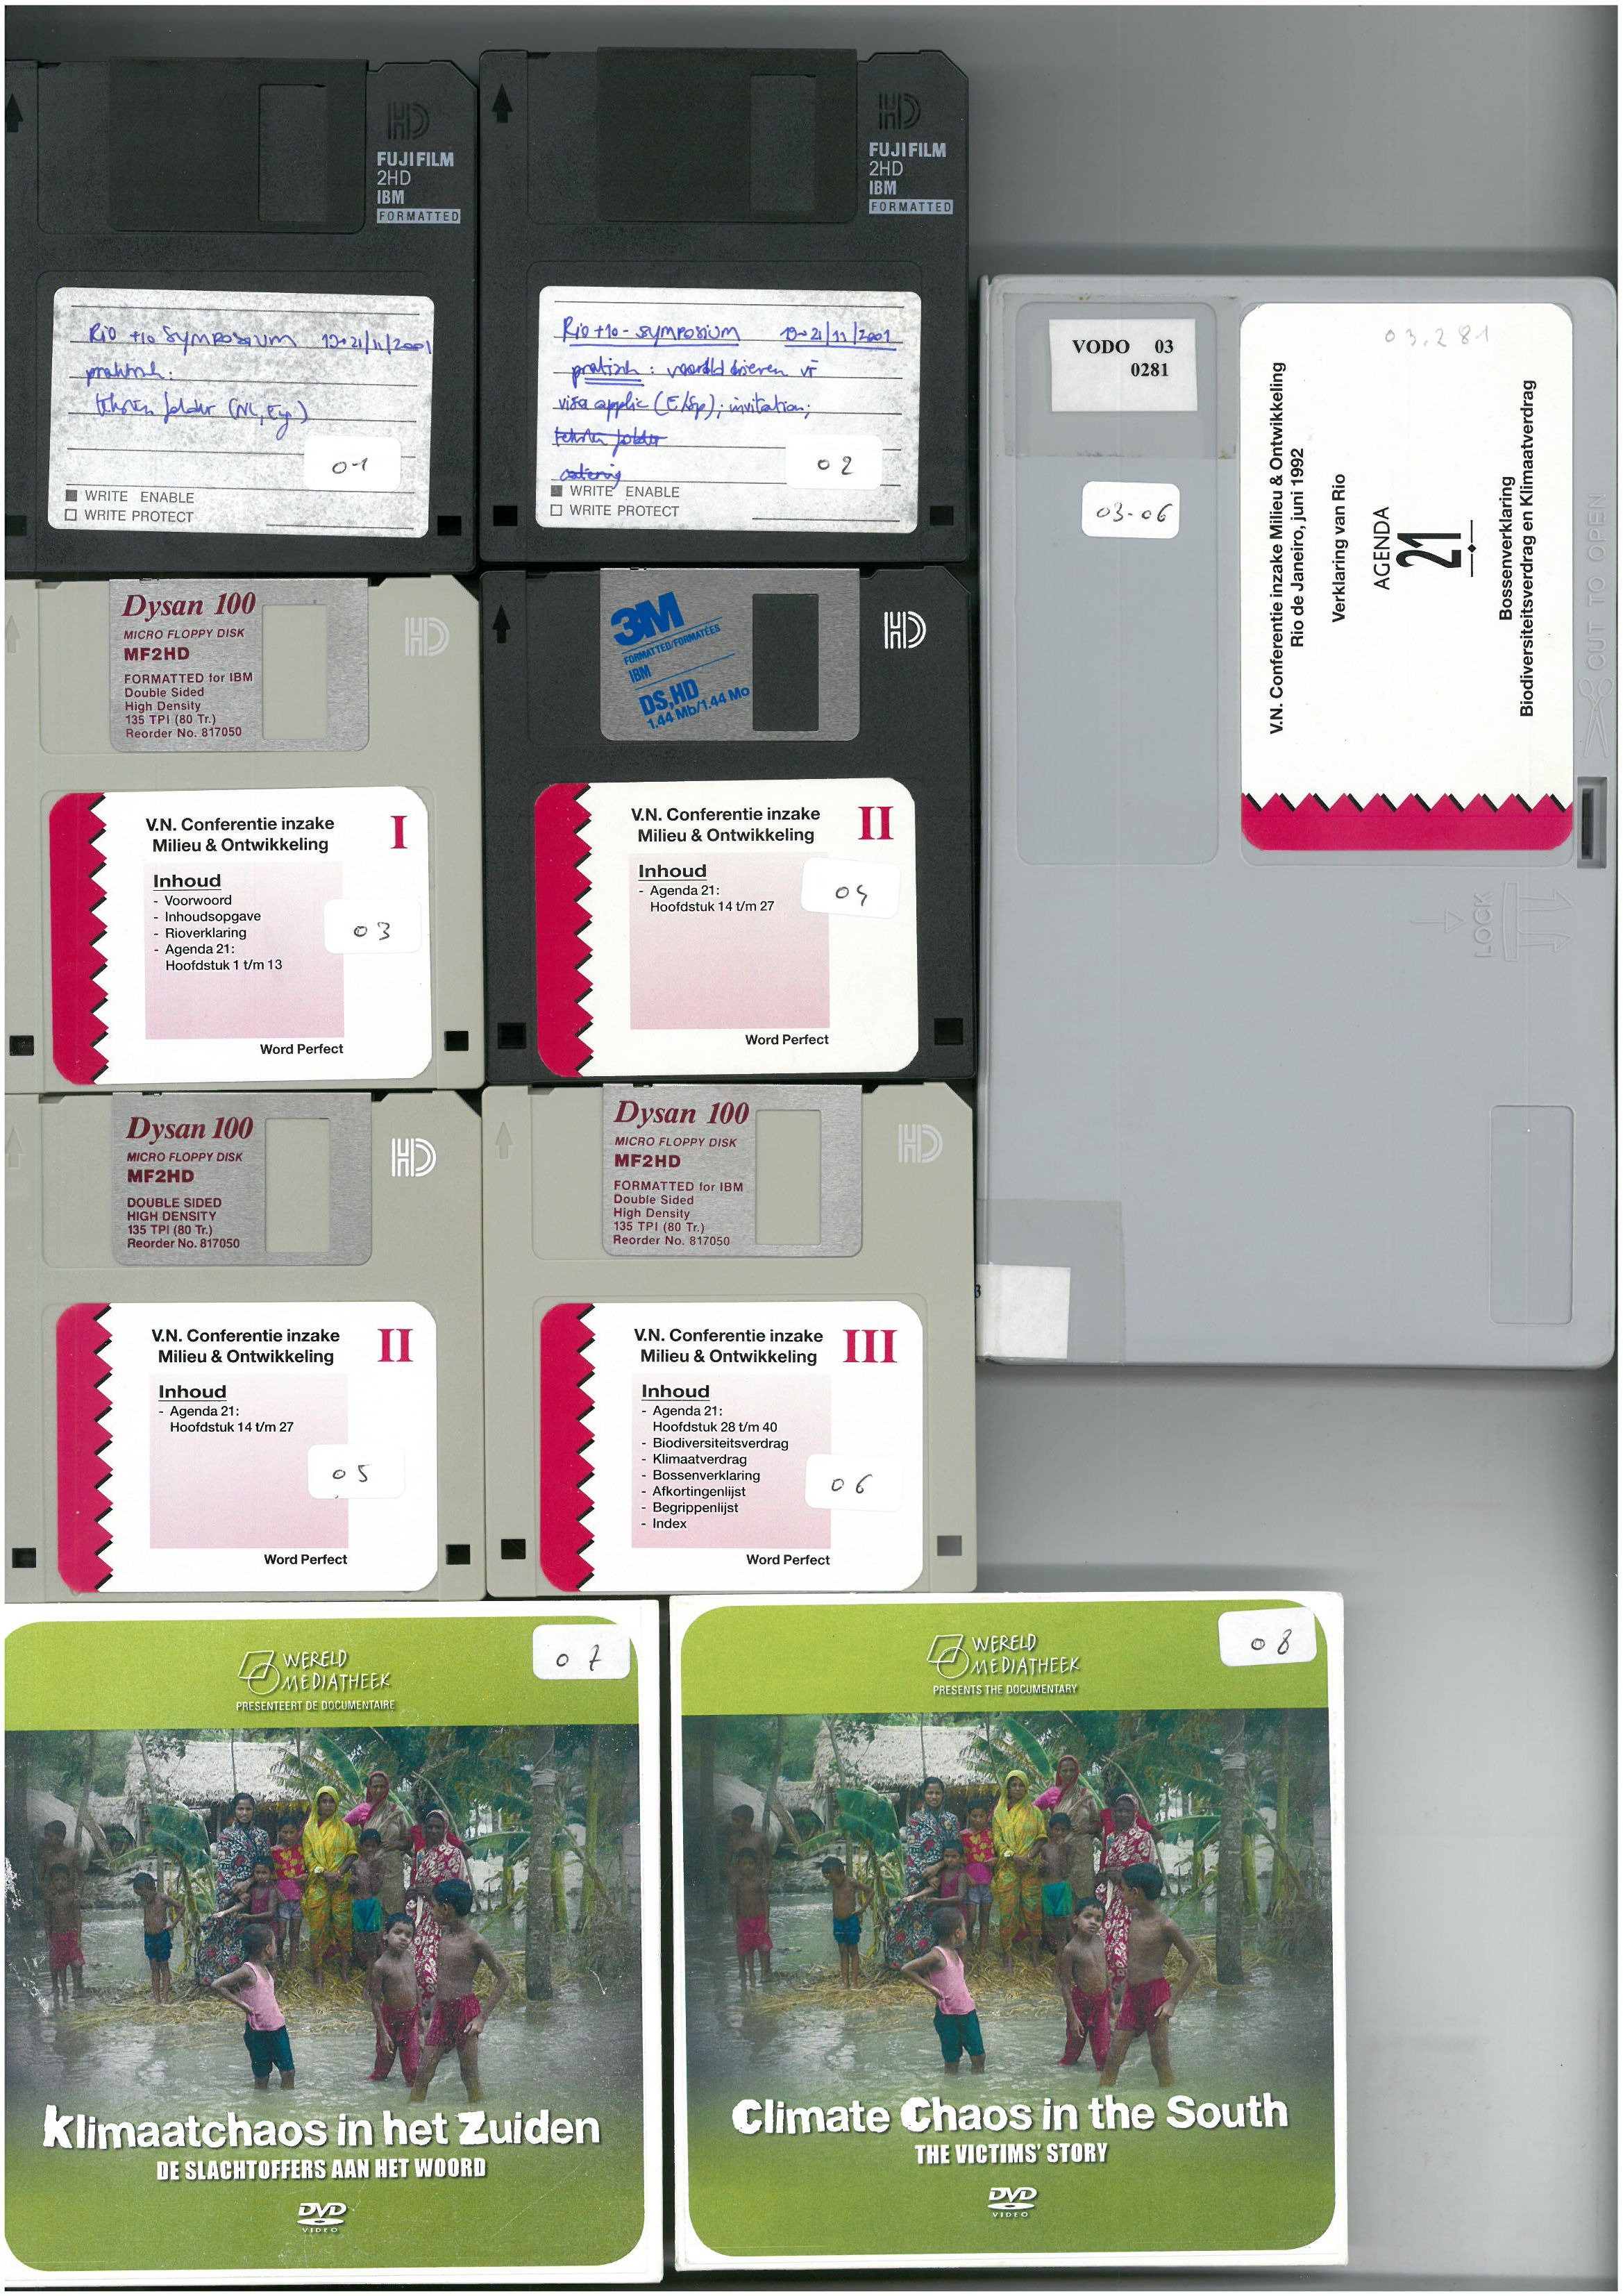 HD
FUJIFILM
2HD
IBM
FORMATTED
Rio +10 Symposium 19→21/11/2001
folder (NL, Eng)
01
WRITE ENABLE
WRITE PROTECT
HD
FUJIFILM
2HD
IBM
FORMATTED
Rio +10 - symposium 19→21/11/2001
visa applic (E/Sp); invitation;
catering
02
WRITE ENABLE
WRITE PROTECT
VODO 03
0281
03-06
03.281
V.N. Conferentie inzake Milieu & Ontwikkeling
Rio de Janeiro, juni 1992
Verklaring van Rio
AGENDA
21
Bossenverklaring
Biodiversiteitsverdrag en Klimaatverdrag
CUT TO OPEN
LOCK
3
Dysan 100
MICRO FLOPPY DISK
MF2HD
FORMATTED for IBM
Double Sided
High Density
135 TPI (80 Tr.)
Reorder No. 817050
HD
V.N. Conferentie inzake
Milieu & Ontwikkeling
I
Inhoud
- Voorwoord
- Inhoudsopgave
- Rioverklaring
- Agenda 21:
Hoofdstuk 1 t/m 13
03
Word Perfect
3M
FORMATTED/FORMATÉES
IBM
DS,HD
1.44 Mb/1.44 Mo
HD
V.N. Conferentie inzake
Milieu & Ontwikkeling
II
Inhoud
- Agenda 21:
Hoofdstuk 14 t/m 27
04
Word Perfect
Dysan 100
MICRO FLOPPY DISK
MF2HD
DOUBLE SIDED
HIGH DENSITY
135 TPI (80 Tr.)
Reorder No. 817050
HD
V.N. Conferentie inzake
Milieu & Ontwikkeling
II
Inhoud
- Agenda 21:
Hoofdstuk 14 t/m 27
05
Word Perfect
Dysan 100
MICRO FLOPPY DISK
MF2HD
FORMATTED for IBM
Double Sided
High Density
135 TPI (80 Tr.)
Reorder No. 817050
HD
V.N. Conferentie inzake
Milieu & Ontwikkeling
III
Inhoud
- Agenda 21:
Hoofdstuk 28 t/m 40
- Biodiversiteitsverdrag
- Klimaatverdrag
- Bossenverklaring
- Afkortingenlijst
- Begrippenlijst
- Index
06
Word Perfect
WERELD
MEDIATHEEK
PRESENTEERT DE DOCUMENTAIRE
07
Klimaatchaos in het Zuiden
DE SLACHTOFFERS AAN HET WOORD
DVD
VIDEO
WERELD
MEDIATHEEK
PRESENTS THE DOCUMENTARY
08
Climate Chaos in the South
THE VICTIMS' STORY
DVD
VIDEO